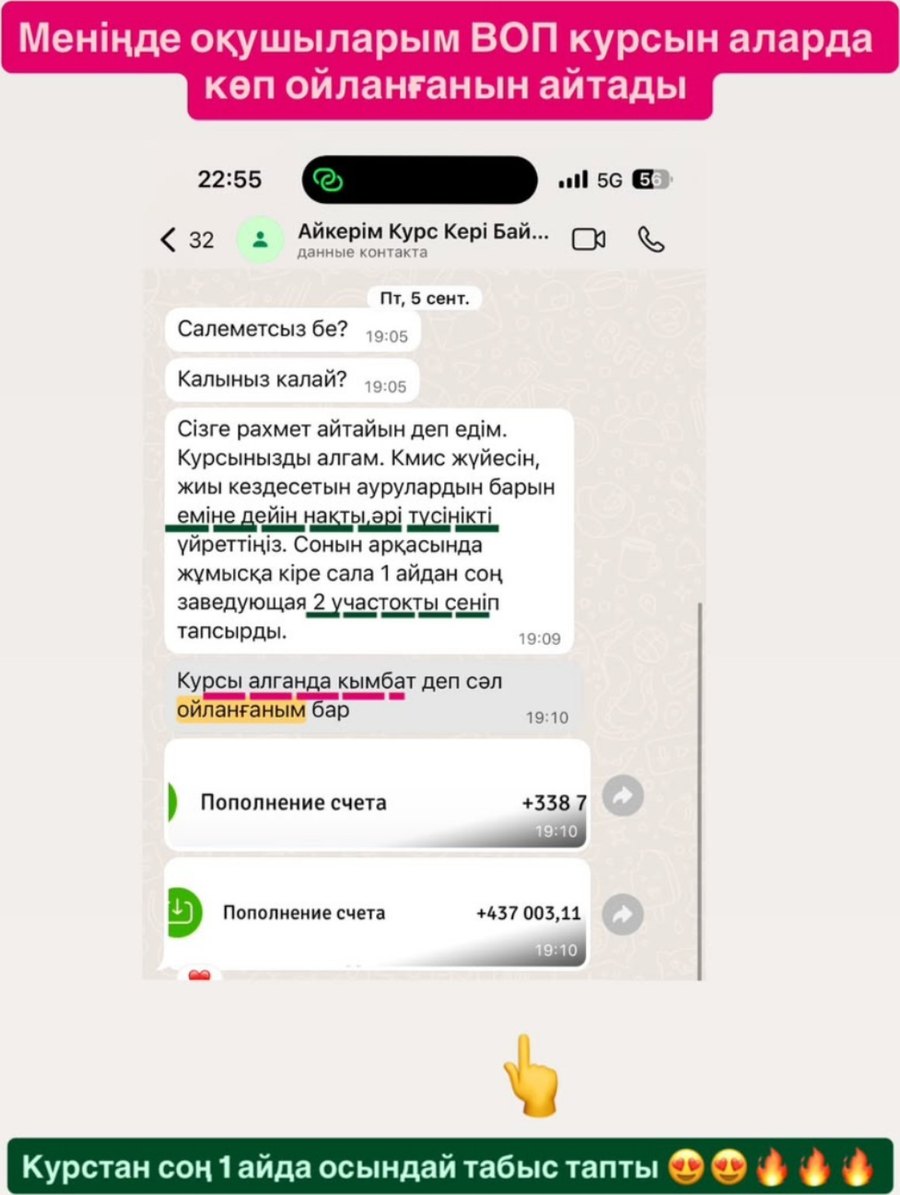 Меніңде оқушыларым ВОП курсын аларда
көп ойланғанын айтады
22:55
5G 56
32
Айкерім Курс Кері Бай...
данные контакта
Пт, 5 сент.
Салеметсыз бе? 19:05
Калыныз калай? 19:05
Сізге рахмет айтайын деп едім.
Курсынызды алгам. Кмис жүйесін,
жиы кездесетын аурулардын барын
еміне дейін нақты,әрі түсінікті
үйреттіңіз. Сонын арқасында
жұмысқа кіре сала 1 айдан соң
заведующая 2 участокты сеніп
тапсырды. 19:09
Курсы алганда кымбат деп сәл
ойланғаным бар 19:10
Пополнение счета +338 7
19:10
Пополнение счета +437 003,11
19:10
Курстан соң 1 айда осындай табыс тапты